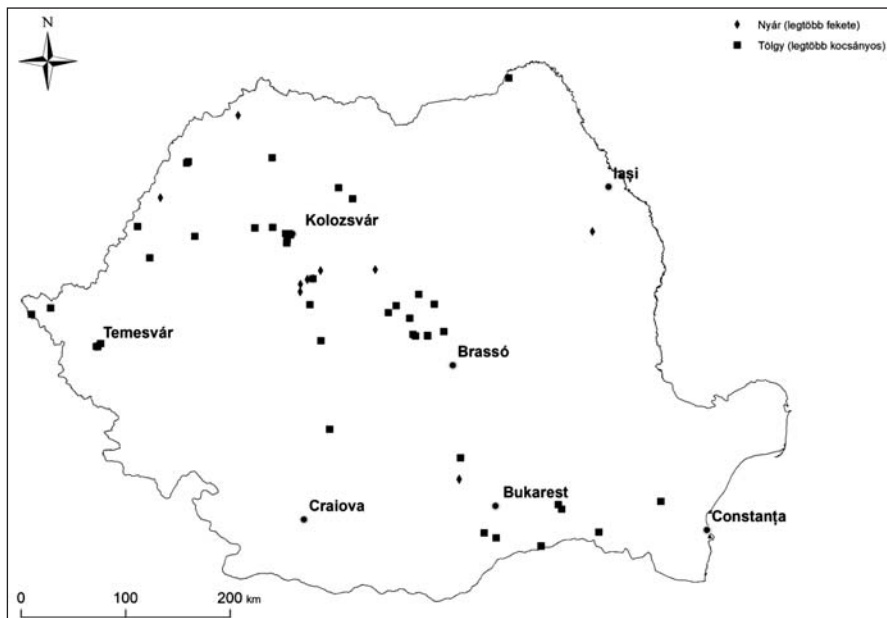 N
Nyár (legtöbb fekete)
Tölgy (legtöbb kocsányos)
Iași
Kolozsvár
Temesvár
Brassó
Craiova
Bukarest
Constanța
0 100 200 km